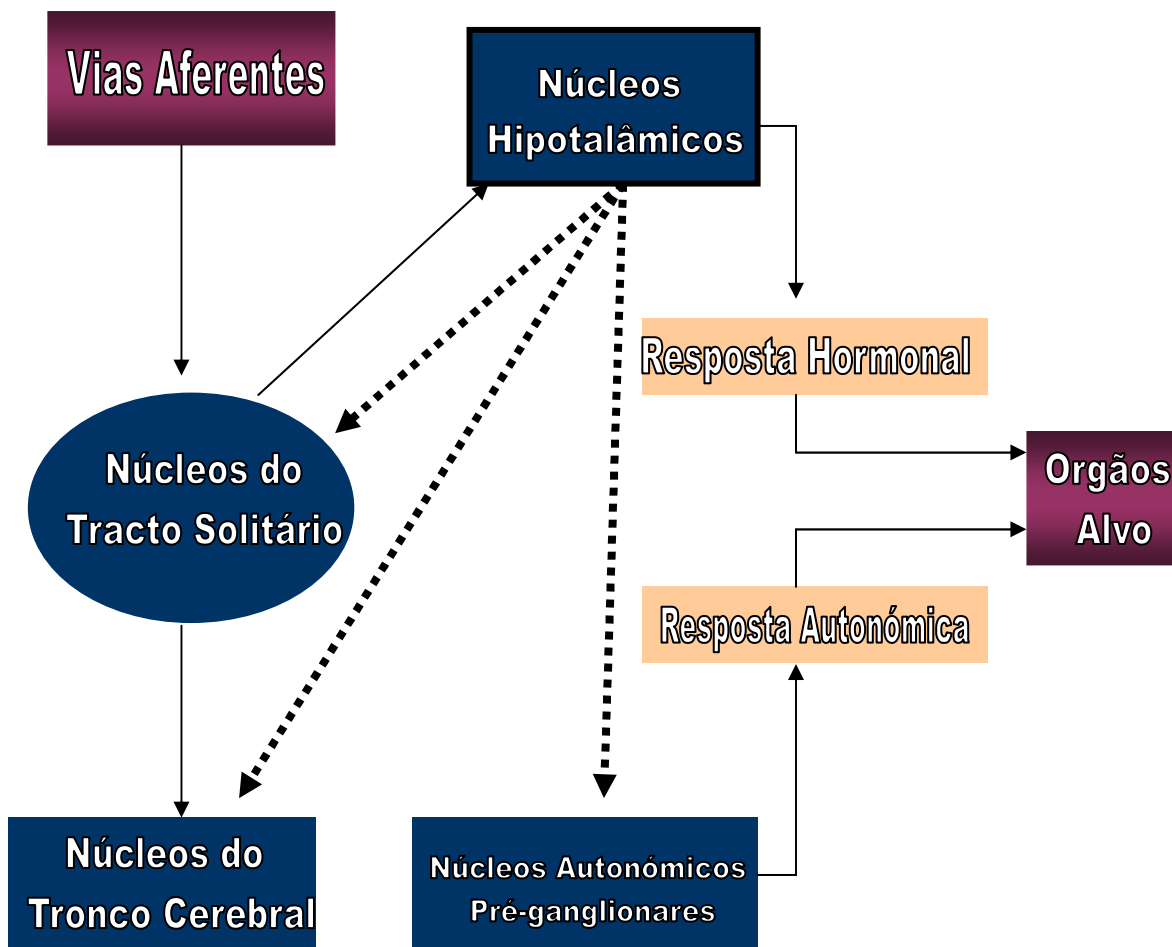 Vias Aferentes
Núcleos
Hipotalâmicos
Resposta Hormonal
Núcleos do
Tracto Solitário
Orgãos
Alvo
Resposta Autonómica
Núcleos do
Tronco Cerebral
Núcleos Autonómicos
Pré-ganglionares